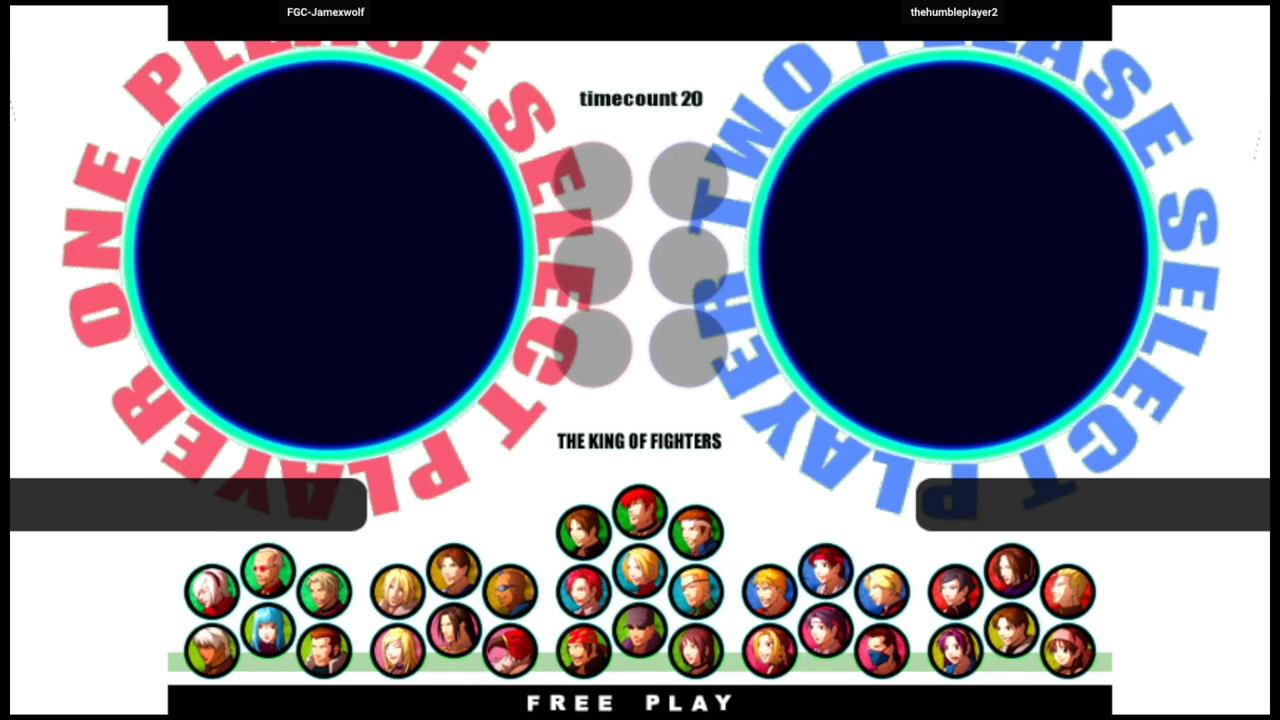 FGC-Jamexwolf
thehumbleplayer2
PLAYER ONE PLEASE SELECT
PLAYER TWO PLEASE SELECT
timecount 20
THE KING OF FIGHTERS
FREE PLAY